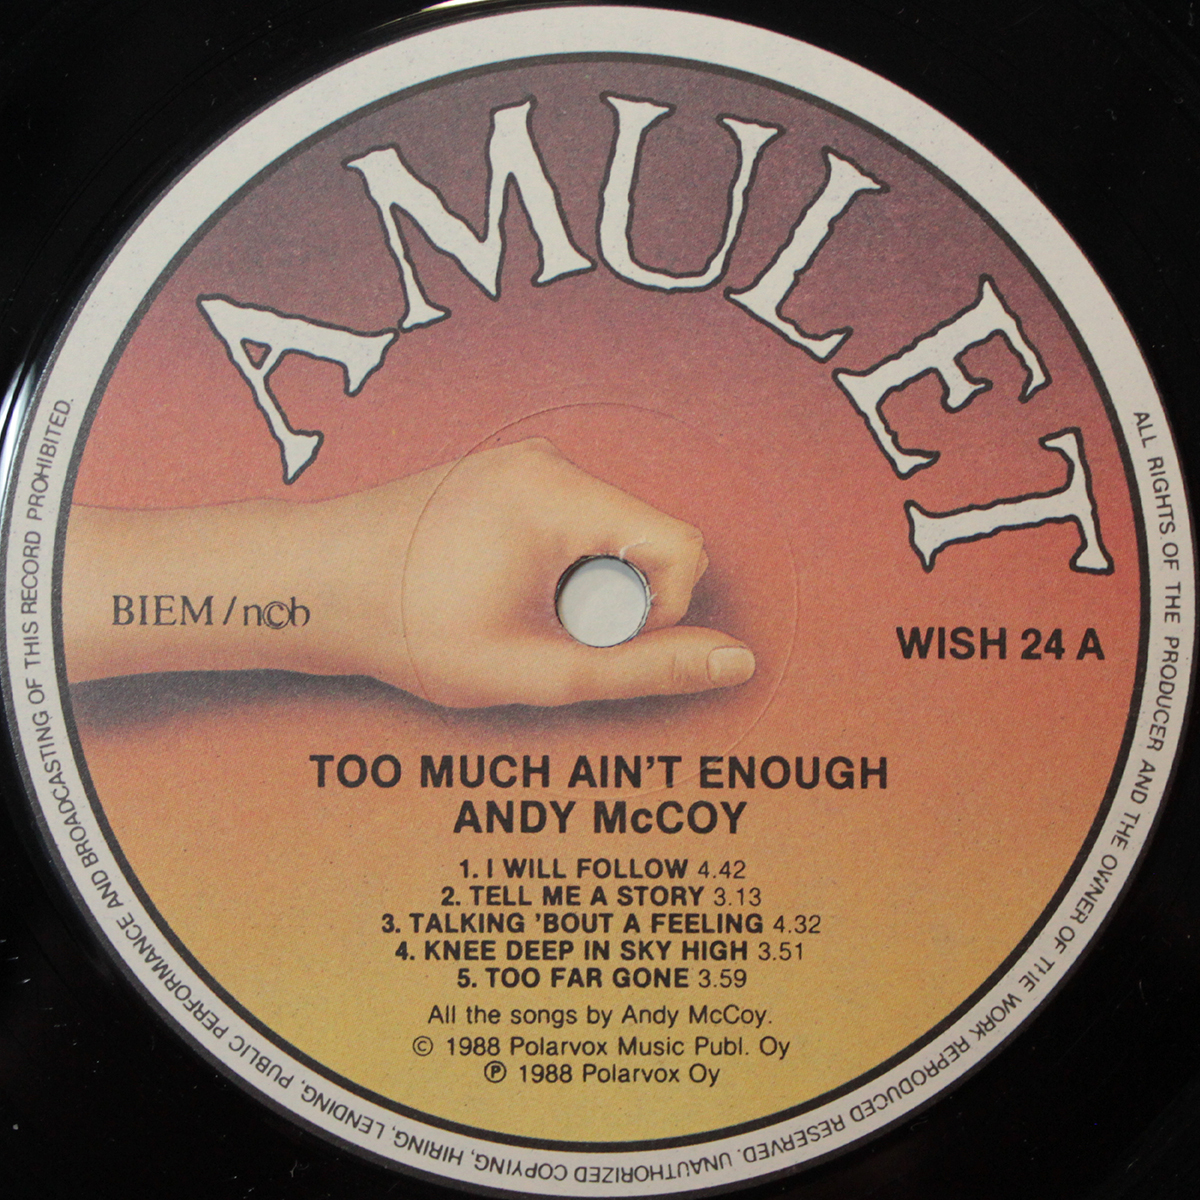 AMULET
BIEM / n©b
WISH 24 A
TOO MUCH AIN'T ENOUGH
ANDY McCOY
1. I WILL FOLLOW 4.42
2. TELL ME A STORY 3.13
3. TALKING 'BOUT A FEELING 4.32
4. KNEE DEEP IN SKY HIGH 3.51
5. TOO FAR GONE 3.59
All the songs by Andy McCoy.
© 1988 Polarvox Music Publ. Oy
℗ 1988 Polarvox Oy
ALL RIGHTS OF THE PRODUCER AND THE OWNER OF THE WORK REPRODUCED RESERVED. UNAUTHORIZED COPYING, HIRING, LENDING, PUBLIC PERFORMANCE AND BROADCASTING OF THIS RECORD PROHIBITED.